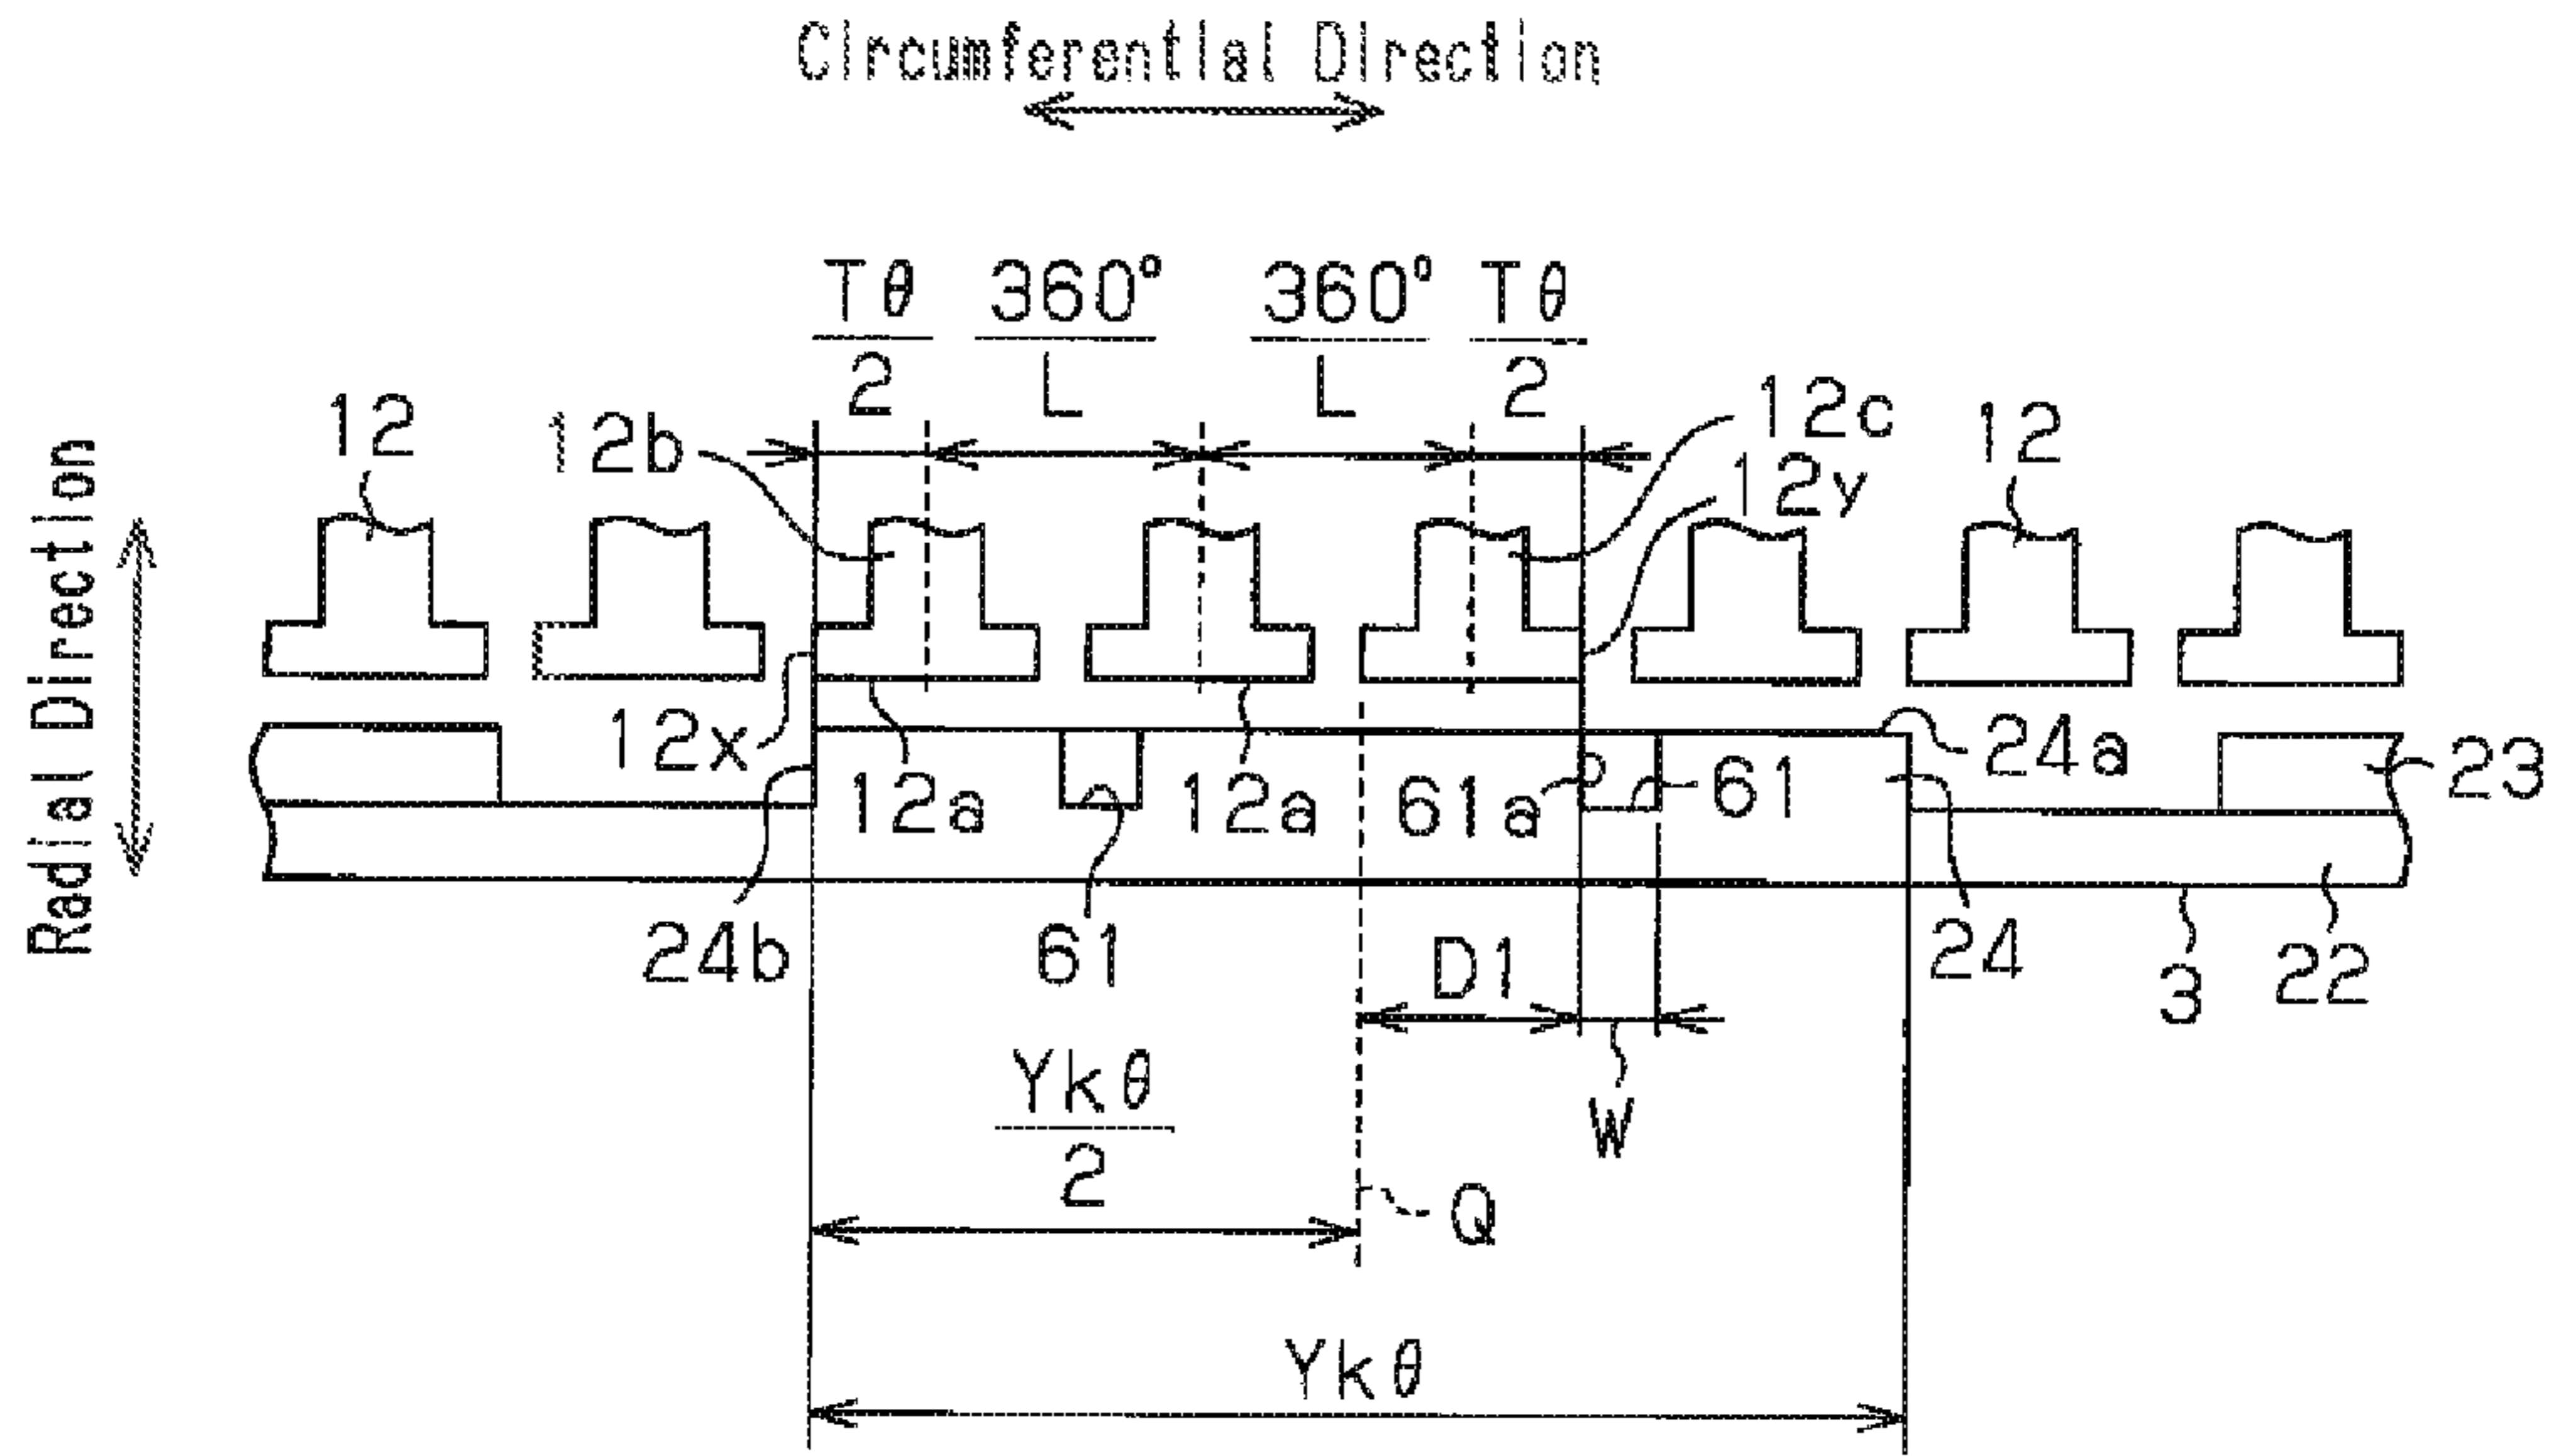 Circumferential Direction
Radial Direction
Tθ/2 360°/L 360°/L Tθ/2
12 12b 12c 12
12y
12x 12a 12a 61a 61 24a 23
24b 61 D1 24 3 22
W
Ykθ/2
Q
Ykθ